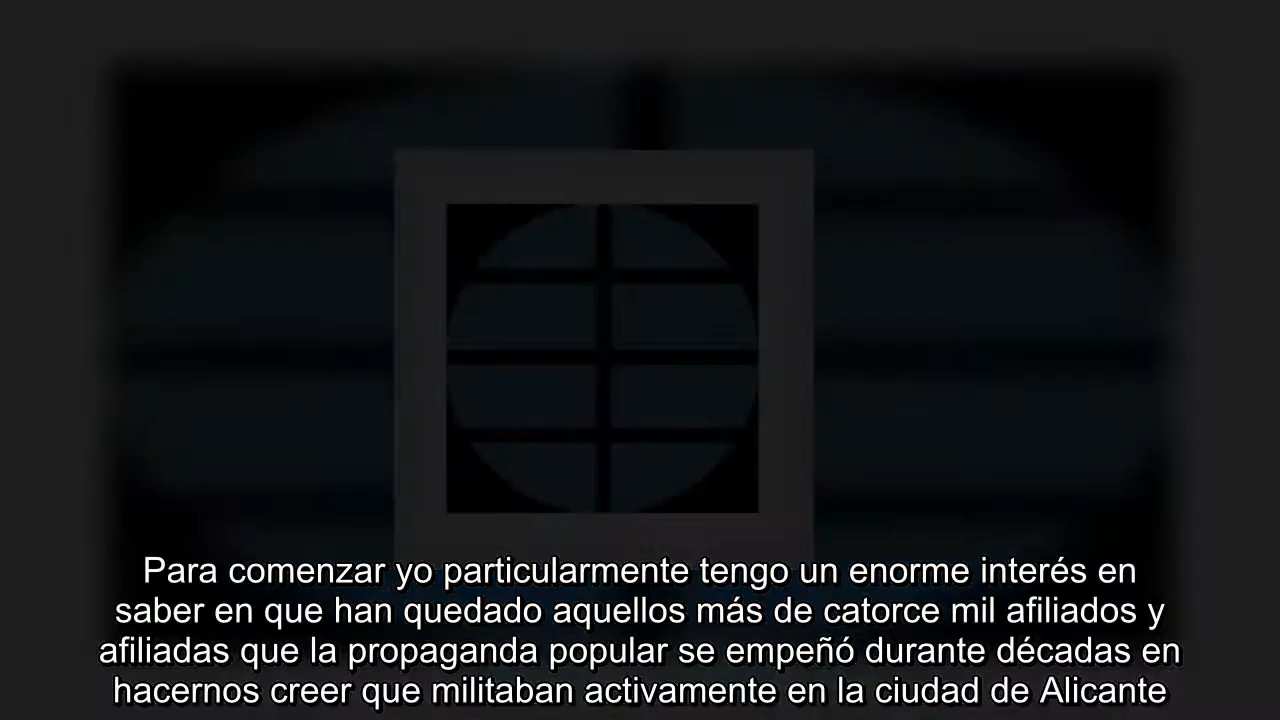 Para comenzar yo particularmente tengo un enorme interés en
saber en que han quedado aquellos más de catorce mil afiliados y
afiliadas que la propaganda popular se empeñó durante décadas en
hacernos creer que militaban activamente en la ciudad de Alicante